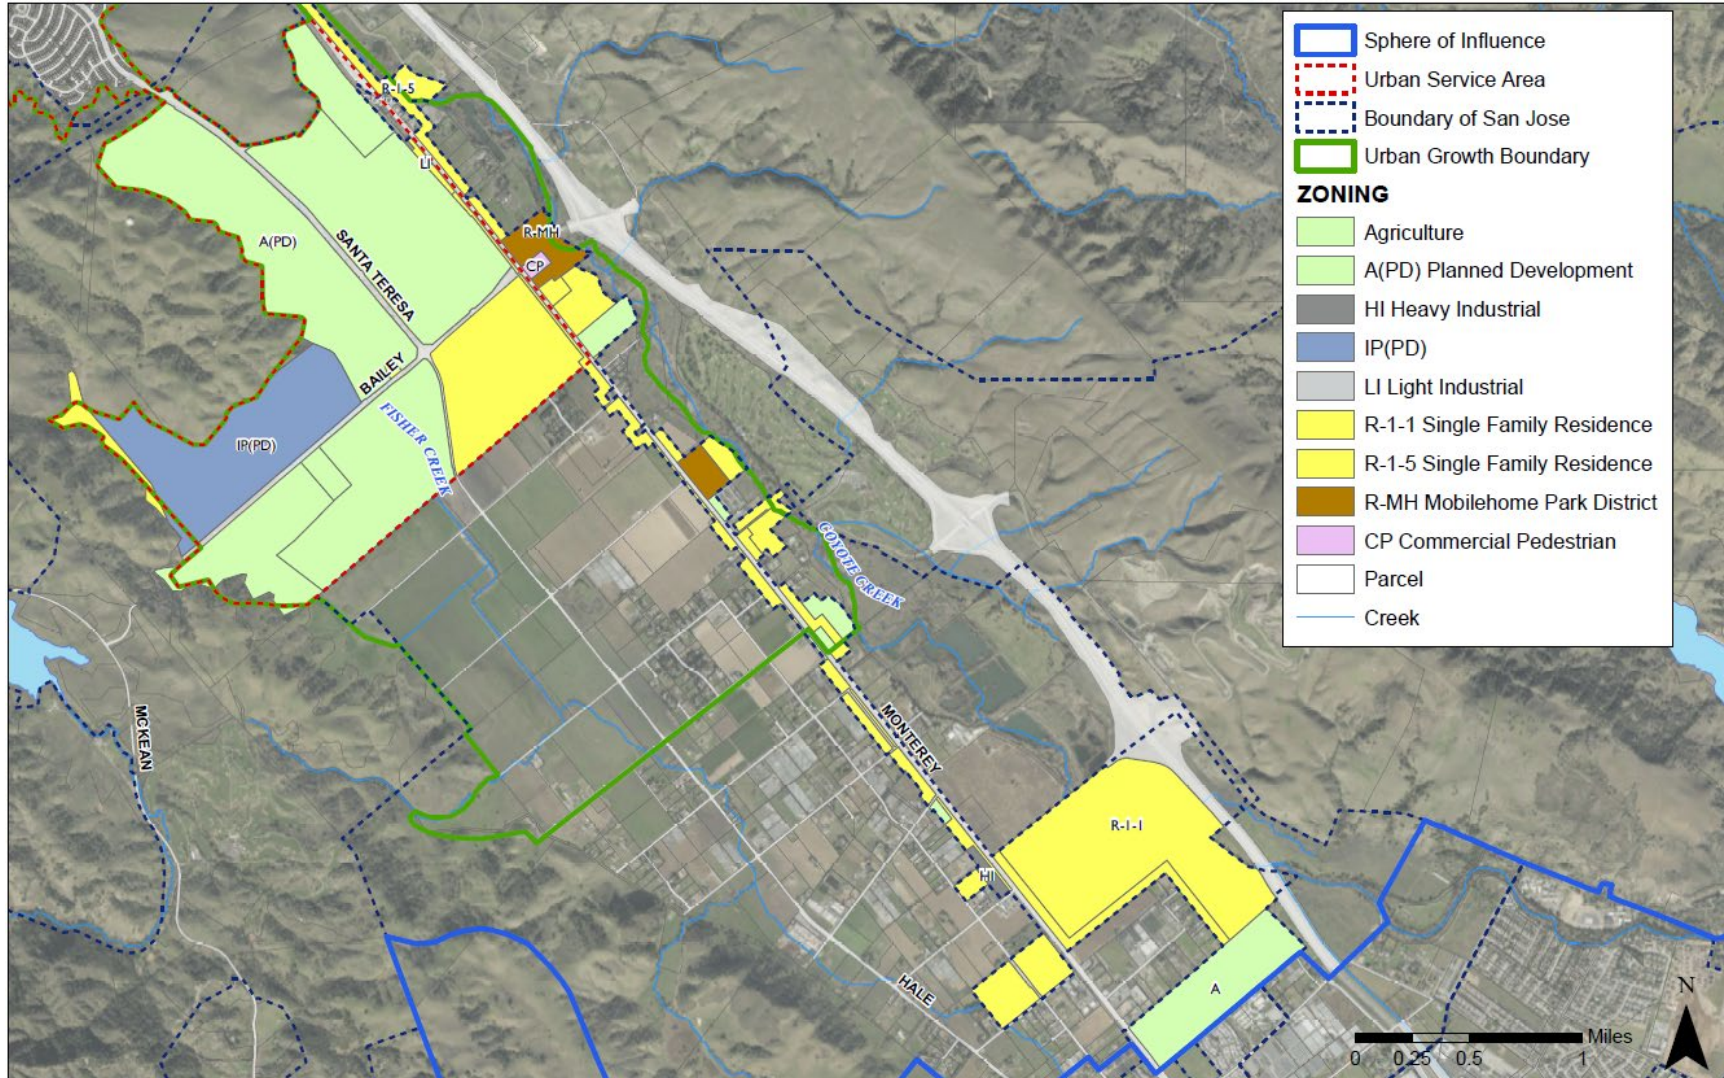 Sphere of Influence
Urban Service Area
Boundary of San Jose
Urban Growth Boundary
ZONING
Agriculture
A(PD) Planned Development
HI Heavy Industrial
IP(PD)
LI Light Industrial
R-1-1 Single Family Residence
R-1-5 Single Family Residence
R-MH Mobilehome Park District
CP Commercial Pedestrian
Parcel
Creek
R-1-5
LI
R-MH
A(PD)
SANTA TERESA
CP
BAILEY
FISHER CREEK
IP(PD)
COYOTE CREEK
MCKEAN
MONTEREY
R-1-1
HI
HALE
A
N
Miles
0 0.25 0.5 1